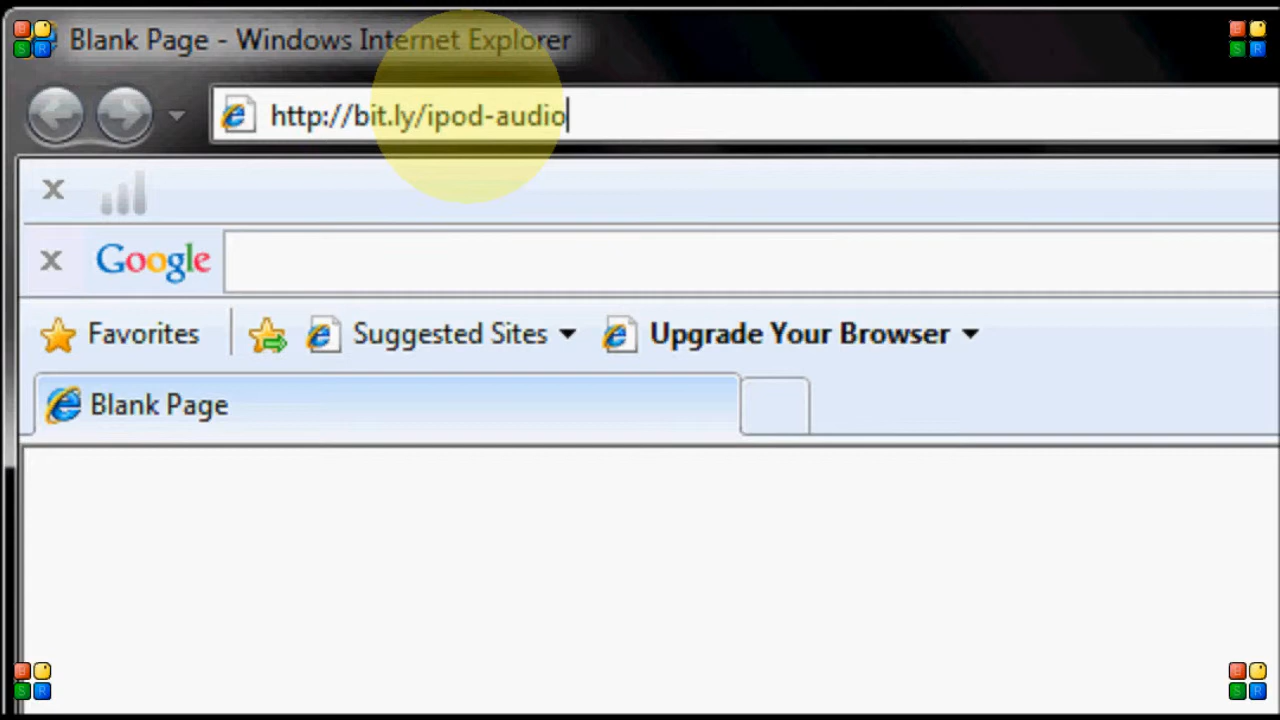 Blank Page - Windows Internet Explorer
http://bit.ly/ipod-audio
Google
Favorites Suggested Sites Upgrade Your Browser
Blank Page